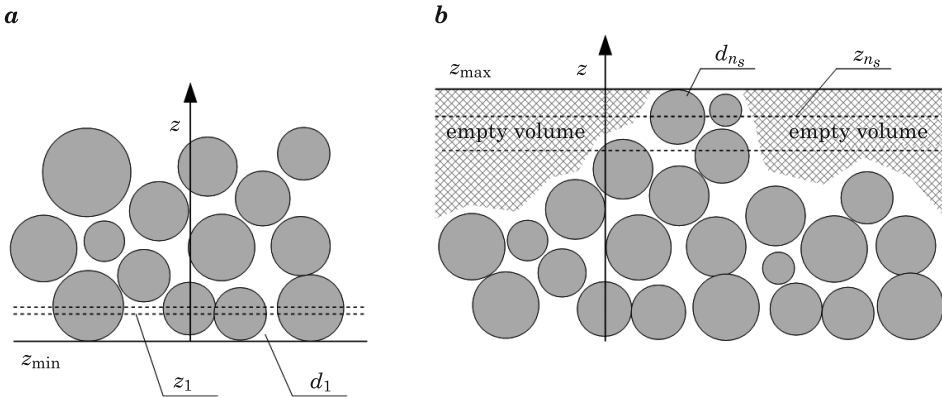 a
z
z_min
z_1
d_1
b
z_max
z
d_{n_s}
z_{n_s}
empty volume
empty volume